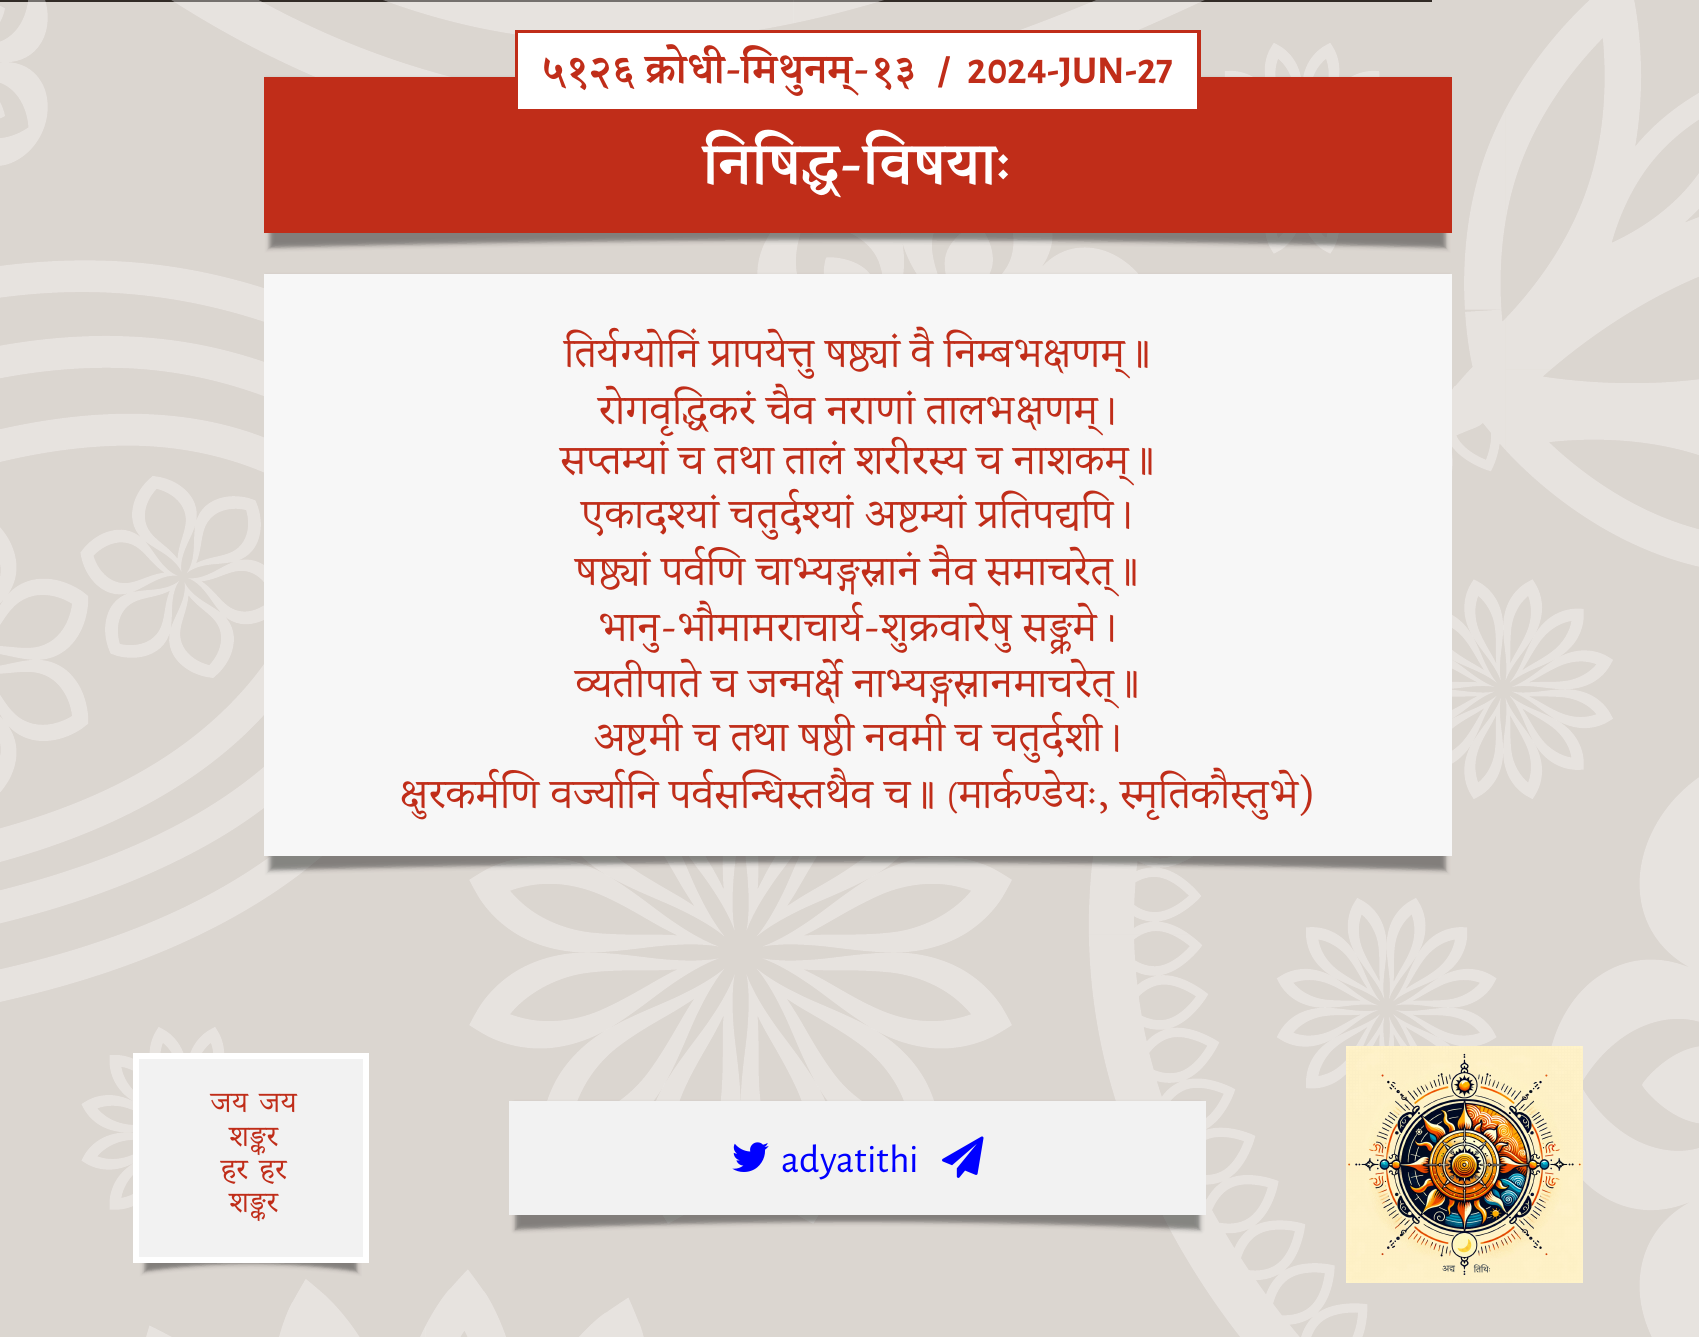 ५१२६ क्रोधी-मिथुनम्-१३ / 2024-JUN-27
निषिद्ध-विषयाः
तिर्यग्योनिं प्रापयेत्तु षष्ठ्यां वै निम्बभक्षणम्॥
रोगवृद्धिकरं चैव नराणां तालभक्षणम्।
सप्तम्यां च तथा तालं शरीरस्य च नाशकम्॥
एकादश्यां चतुर्दश्यां अष्टम्यां प्रतिपद्यपि।
षष्ठ्यां पर्वणि चाभ्यङ्गस्नानं नैव समाचरेत्॥
भानु-भौमामराचार्य-शुक्रवारेषु सङ्क्रमे।
व्यतीपाते च जन्मर्क्षे नाभ्यङ्गस्नानमाचरेत्॥
अष्टमी च तथा षष्ठी नवमी च चतुर्दशी।
क्षुरकर्मणि वर्ज्यानि पर्वसन्धिस्तथैव च॥ (मार्कण्डेयः, स्मृतिकौस्तुभे)
जय जय
शङ्कर
हर हर
शङ्कर
adyatithi
अद्य तिथिः